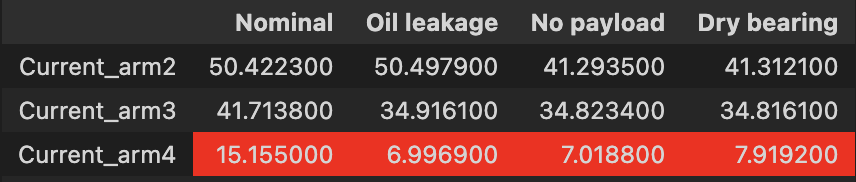 Nominal Oil leakage No payload Dry bearing
Current_arm2 50.422300 50.497900 41.293500 41.312100
Current_arm3 41.713800 34.916100 34.823400 34.816100
Current_arm4 15.155000 6.996900 7.018800 7.919200